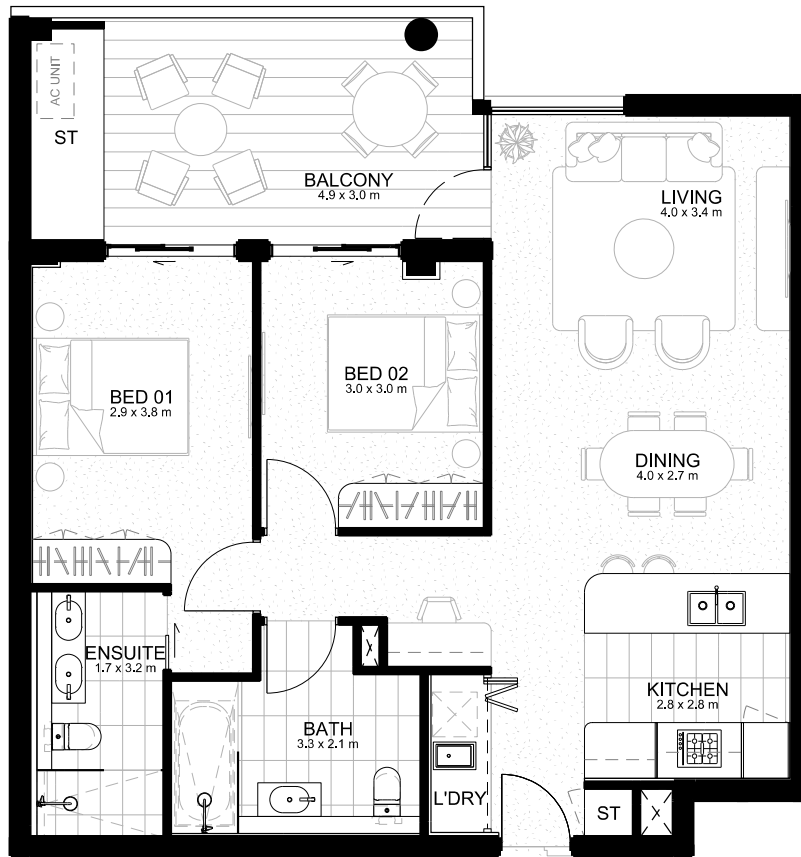 AC UNIT
ST
BALCONY
4.9 x 3.0 m
LIVING
4.0 x 3.4 m
BED 01
2.9 x 3.8 m
BED 02
3.0 x 3.0 m
DINING
4.0 x 2.7 m
ENSUITE
1.7 x 3.2 m
KITCHEN
2.8 x 2.8 m
BATH
3.3 x 2.1 m
L'DRY
ST